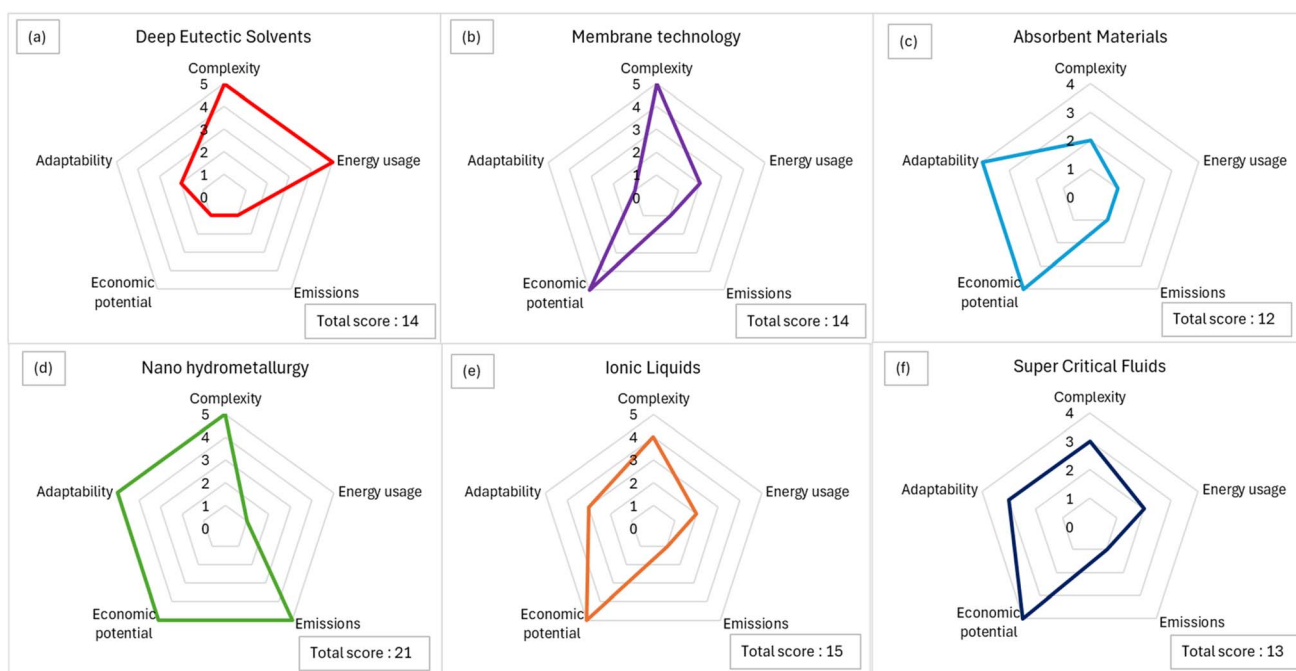 (a)
Deep Eutectic Solvents
Complexity
5
4
3
2
1
0
Adaptability
Energy usage
Economic
potential
Emissions
Total score : 14
(b)
Membrane technology
Complexity
5
4
3
2
1
0
Adaptability
Energy usage
Economic
potential
Emissions
Total score : 14
(c)
Absorbent Materials
Complexity
4
3
2
1
0
Adaptability
Energy usage
Economic
potential
Emissions
Total score : 12
(d)
Nano hydrometallurgy
Complexity
5
4
3
2
1
0
Adaptability
Energy usage
Economic
potential
Emissions
Total score : 21
(e)
Ionic Liquids
Complexity
5
4
3
2
1
0
Adaptability
Energy usage
Economic
potential
Emissions
Total score : 15
(f)
Super Critical Fluids
Complexity
4
3
2
1
0
Adaptability
Energy usage
Economic
potential
Emissions
Total score : 13